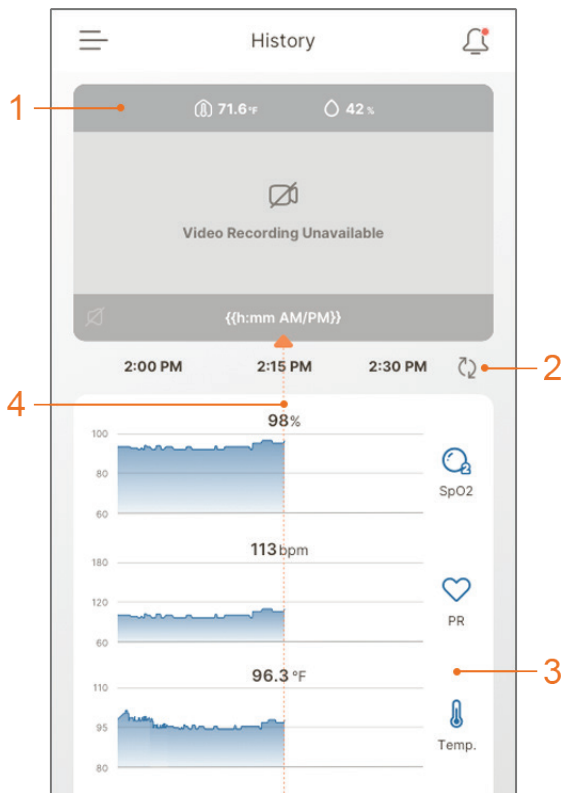 History
1
71.6°F 42%
Video Recording Unavailable
{{h:mm AM/PM}}
2:00 PM 2:15 PM 2:30 PM
2
4
98%
100
80
60
SpO2
113 bpm
180
120
60
PR
96.3 °F
3
110
95
80
Temp.